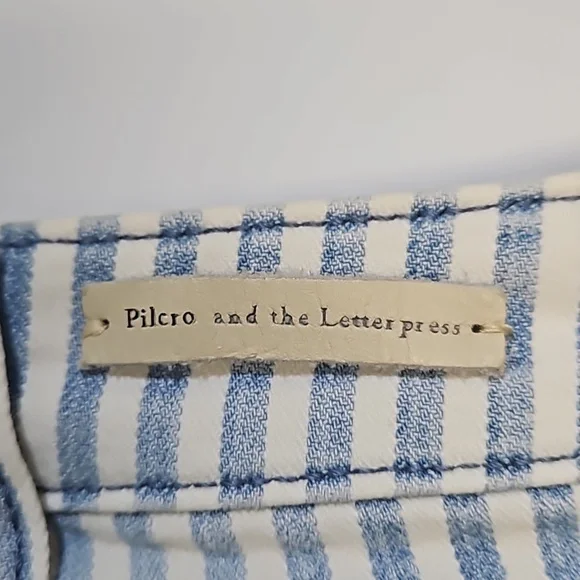 Pilcro and the Letterpress